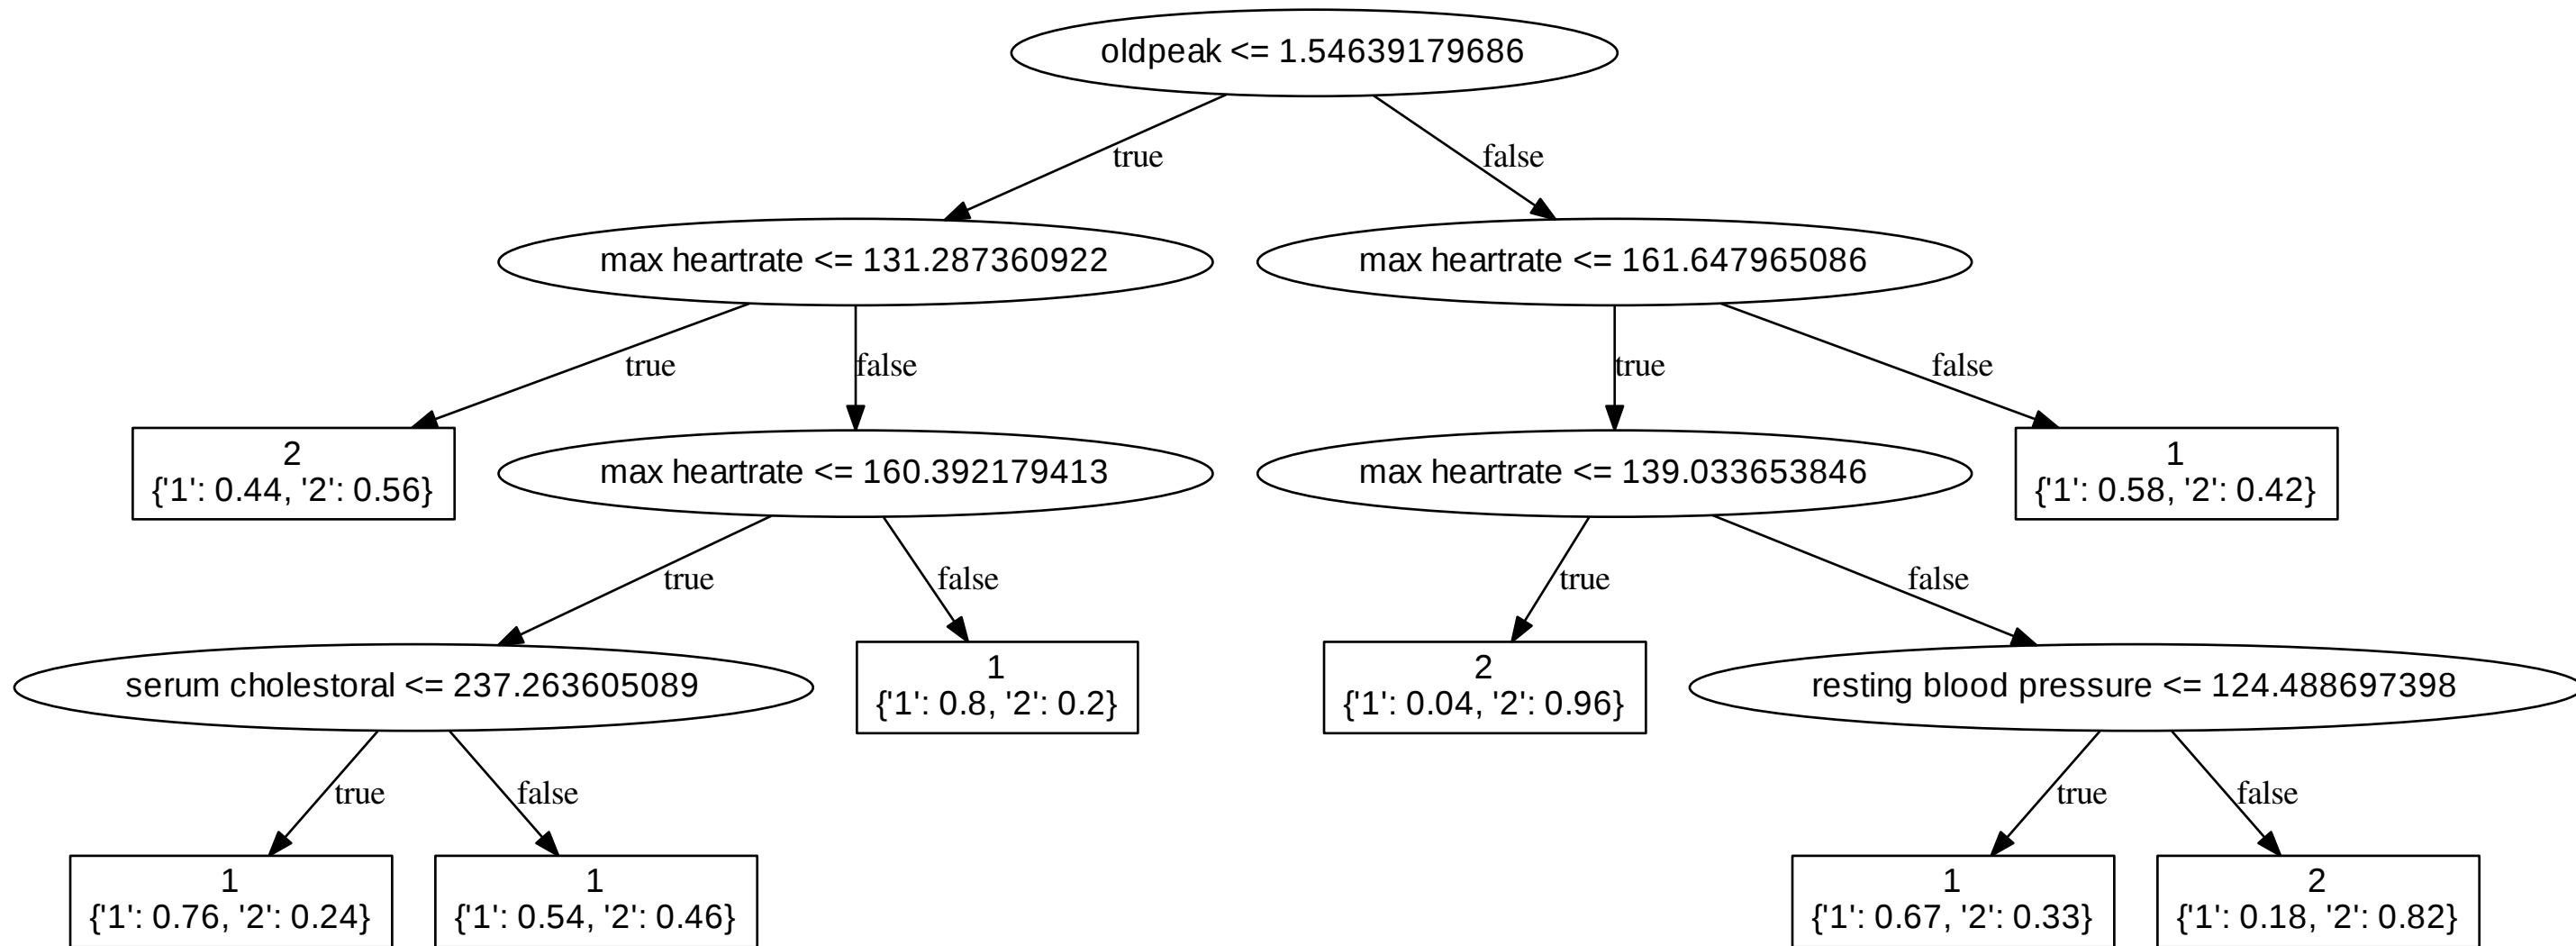 oldpeak <= 1.54639179686
true
false
max heartrate <= 131.287360922
max heartrate <= 161.647965086
true
false
true
false
2
{'1': 0.44, '2': 0.56}
max heartrate <= 160.392179413
max heartrate <= 139.033653846
1
{'1': 0.58, '2': 0.42}
true
false
true
false
serum cholestoral <= 237.263605089
1
{'1': 0.8, '2': 0.2}
2
{'1': 0.04, '2': 0.96}
resting blood pressure <= 124.488697398
true
false
true
false
1
{'1': 0.76, '2': 0.24}
1
{'1': 0.54, '2': 0.46}
1
{'1': 0.67, '2': 0.33}
2
{'1': 0.18, '2': 0.82}